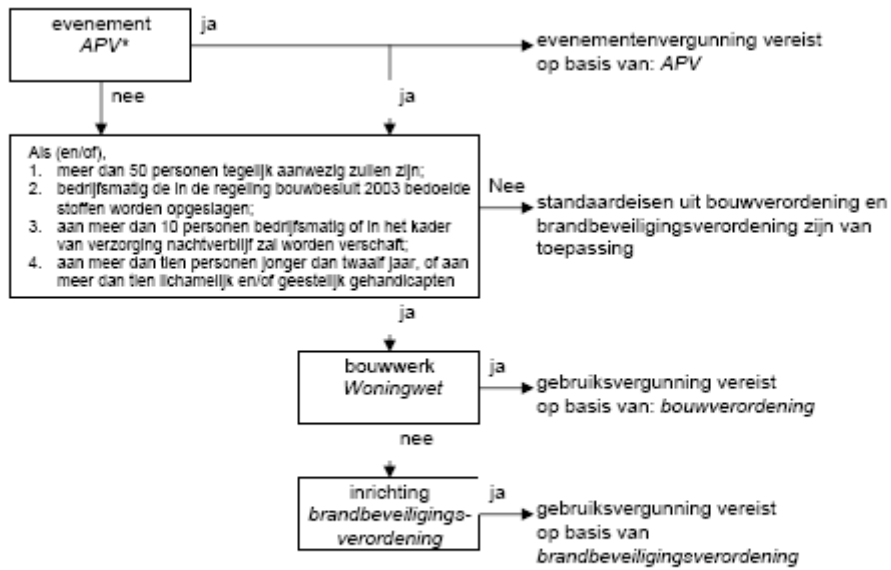 evenement
APV*
ja
evenementenvergunning vereist
op basis van: APV
nee
ja
Als (en/of),
1. meer dan 50 personen tegelijk aanwezig zullen zijn;
2. bedrijfsmatig de in de regeling bouwbesluit 2003 bedoelde
stoffen worden opgeslagen;
3. aan meer dan 10 personen bedrijfsmatig of in het kader
van verzorging nachtverblijf zal worden verschaft;
4. aan meer dan tien personen jonger dan twaalf jaar, of aan
meer dan tien lichamelijk en/of geestelijk gehandicapten
Nee
standaardeisen uit bouwverordening en
brandbeveiligingsverordening zijn van
toepassing
ja
bouwwerk
Woningwet
ja
gebruiksvergunning vereist
op basis van: bouwverordening
nee
inrichting
brandbeveiligings-
verordening
ja
gebruiksvergunning vereist
op basis van
brandbeveiligingsverordening